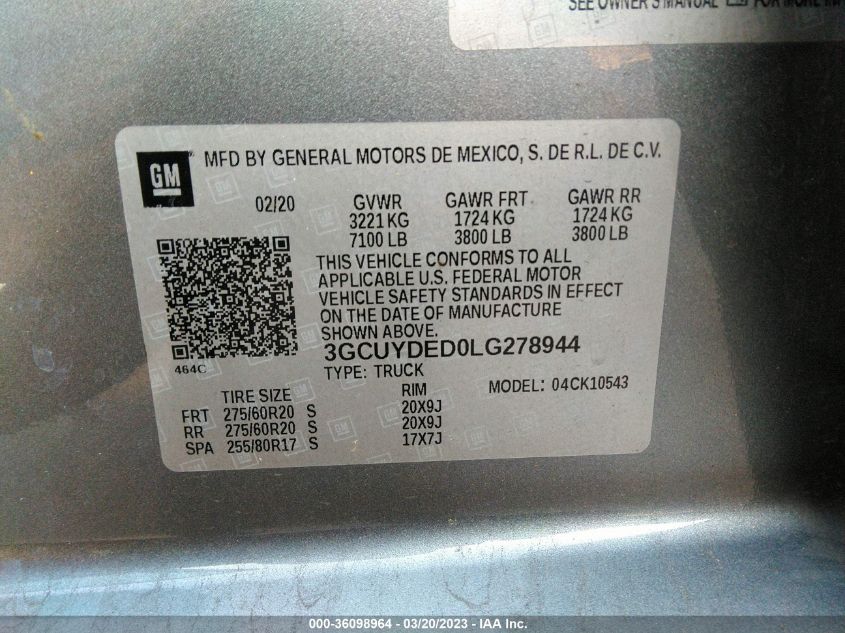 SEE OWNER'S MANUAL FOR MORE
GM
MFD BY GENERAL MOTORS DE MEXICO, S. DE R.L. DE C.V.
02/20 GVWR GAWR FRT GAWR RR
3221 KG 1724 KG 1724 KG
7100 LB 3800 LB 3800 LB
THIS VEHICLE CONFORMS TO ALL
APPLICABLE U.S. FEDERAL MOTOR
VEHICLE SAFETY STANDARDS IN EFFECT
ON THE DATE OF MANUFACTURE
SHOWN ABOVE.
3GCUYDED0LG278944
464C
TYPE: TRUCK MODEL: 04CK10543
TIRE SIZE RIM
FRT 275/60R20 S 20X9J
RR 275/60R20 S 20X9J
SPA 255/80R17 S 17X7J
000-36098964 / 03/20/2023 / IAA Inc.